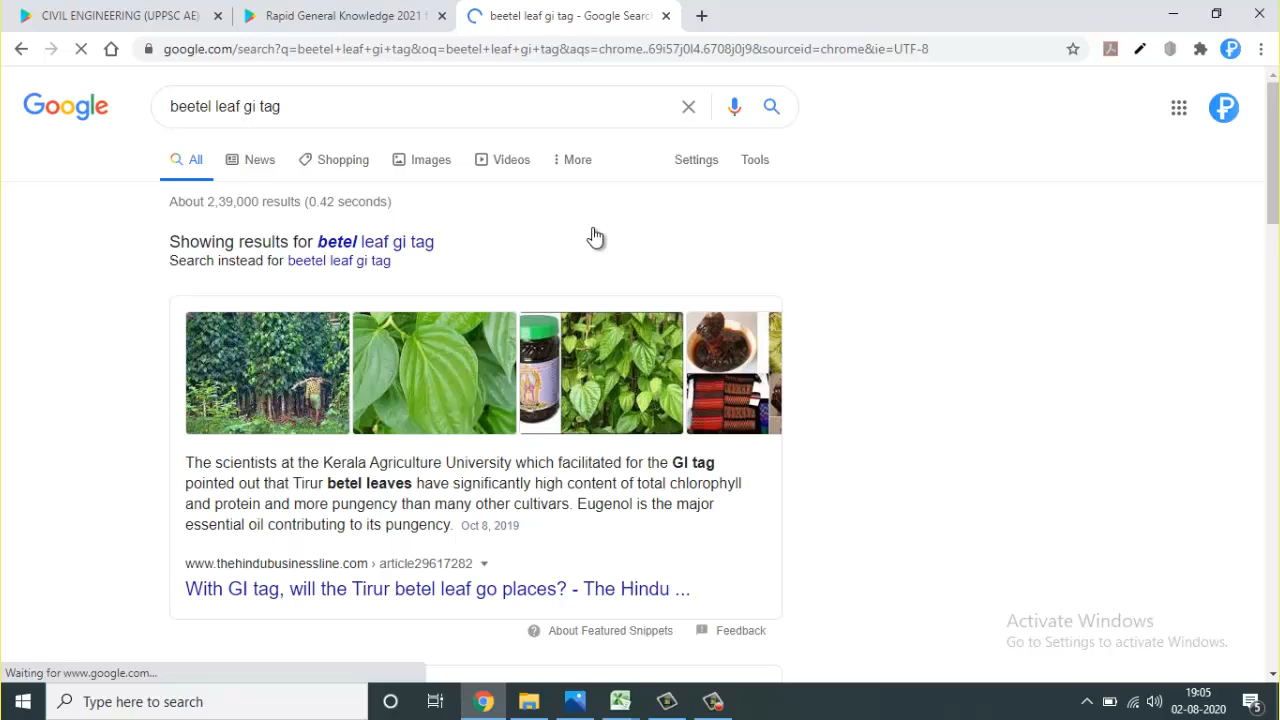 CIVIL ENGINEERING (UPPSC AE)
Rapid General Knowledge 2021 f
beetel leaf gi tag - Google Search
google.com/search?q=beetel+leaf+gi+tag&oq=beetel+leaf+gi+tag&aqs=chrome..69i57j0l4.6708j0j9&sourceid=chrome&ie=UTF-8
Google
beetel leaf gi tag
All News Shopping Images Videos More Settings Tools
About 2,39,000 results (0.42 seconds)
Showing results for betel leaf gi tag
Search instead for beetel leaf gi tag
The scientists at the Kerala Agriculture University which facilitated for the GI tag
pointed out that Tirur betel leaves have significantly high content of total chlorophyll
and protein and more pungency than many other cultivars. Eugenol is the major
essential oil contributing to its pungency. Oct 8, 2019
www.thehindubusinessline.com › article29617282
With GI tag, will the Tirur betel leaf go places? - The Hindu ...
About Featured Snippets Feedback
Activate Windows
Go to Settings to activate Windows.
Waiting for www.google.com...
Type here to search
19:05
02-08-2020
5